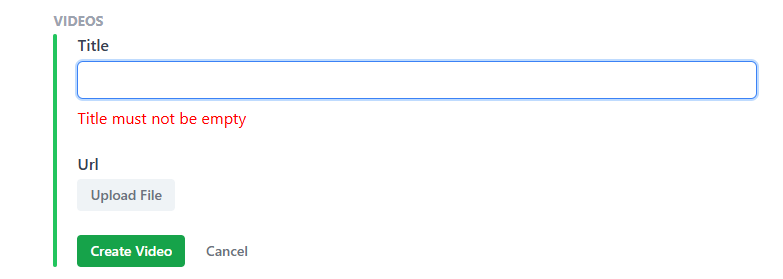 VIDEOS
Title
Title must not be empty
Url
Upload File
Create Video Cancel